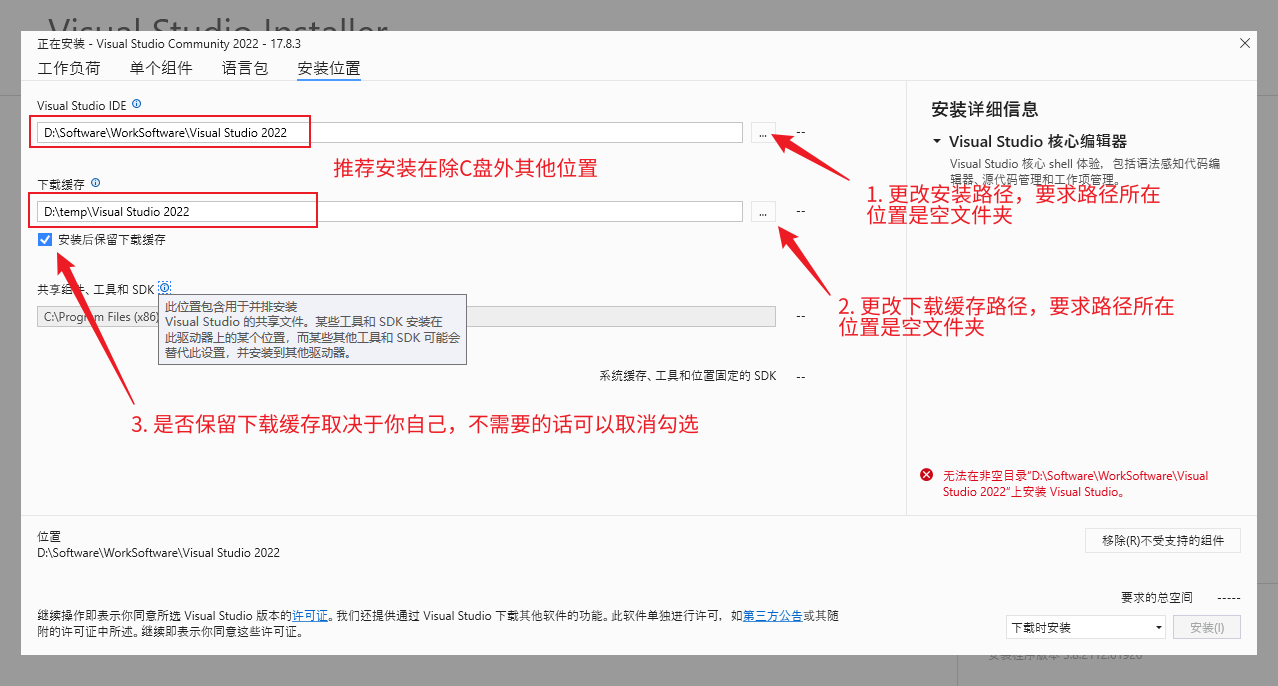 Visual Studio Installer
正在安装 - Visual Studio Community 2022 - 17.8.3
工作负荷 单个组件 语言包 安装位置
Visual Studio IDE
D:\Software\WorkSoftware\Visual Studio 2022
... --
推荐安装在除C盘外其他位置
下载缓存
D:\temp\Visual Studio 2022
... --
安装后保留下载缓存
共享组件、工具和 SDK
C:\Program Files (x86)
--
此位置包含用于并排安装
Visual Studio 的共享文件。某些工具和 SDK 安装在
此驱动器上的某个位置，而某些其他工具和 SDK 可能会
替代此设置，并安装到其他驱动器。
系统缓存、工具和位置固定的 SDK --
3. 是否保留下载缓存取决于你自己，不需要的话可以取消勾选
安装详细信息
Visual Studio 核心编辑器
Visual Studio 核心 shell 体验，包括语法感知代码编
辑器、源代码管理和工作项管理。
1. 更改安装路径，要求路径所在
位置是空文件夹
2. 更改下载缓存路径，要求路径所在
位置是空文件夹
无法在非空目录“D:\Software\WorkSoftware\Visual
Studio 2022”上安装 Visual Studio。
位置
D:\Software\WorkSoftware\Visual Studio 2022
移除(R)不受支持的组件
要求的总空间 -----
继续操作即表示你同意所选 Visual Studio 版本的许可证。我们还提供通过 Visual Studio 下载其他软件的功能。此软件单独进行许可，如第三方公告或其随
附的许可证中所述。继续即表示你同意这些许可证。
下载时安装
安装(I)